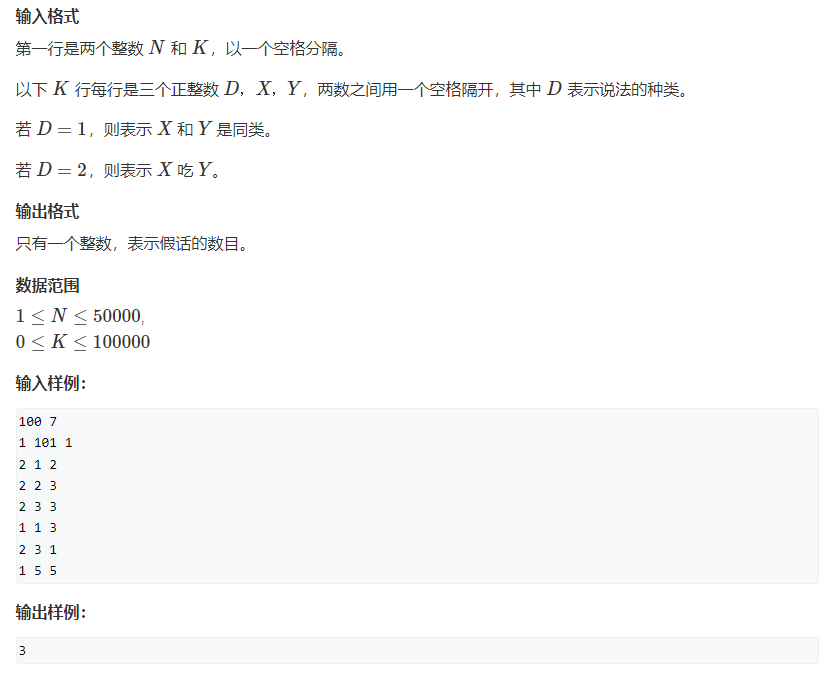 输入格式
第一行是两个整数 N 和 K，以一个空格分隔。
以下 K 行每行是三个正整数 D，X，Y，两数之间用一个空格隔开，其中 D 表示说法的种类。
若 D = 1，则表示 X 和 Y 是同类。
若 D = 2，则表示 X 吃 Y。
输出格式
只有一个整数，表示假话的数目。
数据范围
1 ≤ N ≤ 50000,
0 ≤ K ≤ 100000
输入样例：
100 7
1 101 1
2 1 2
2 2 3
2 3 3
1 1 3
2 3 1
1 5 5
输出样例：
3